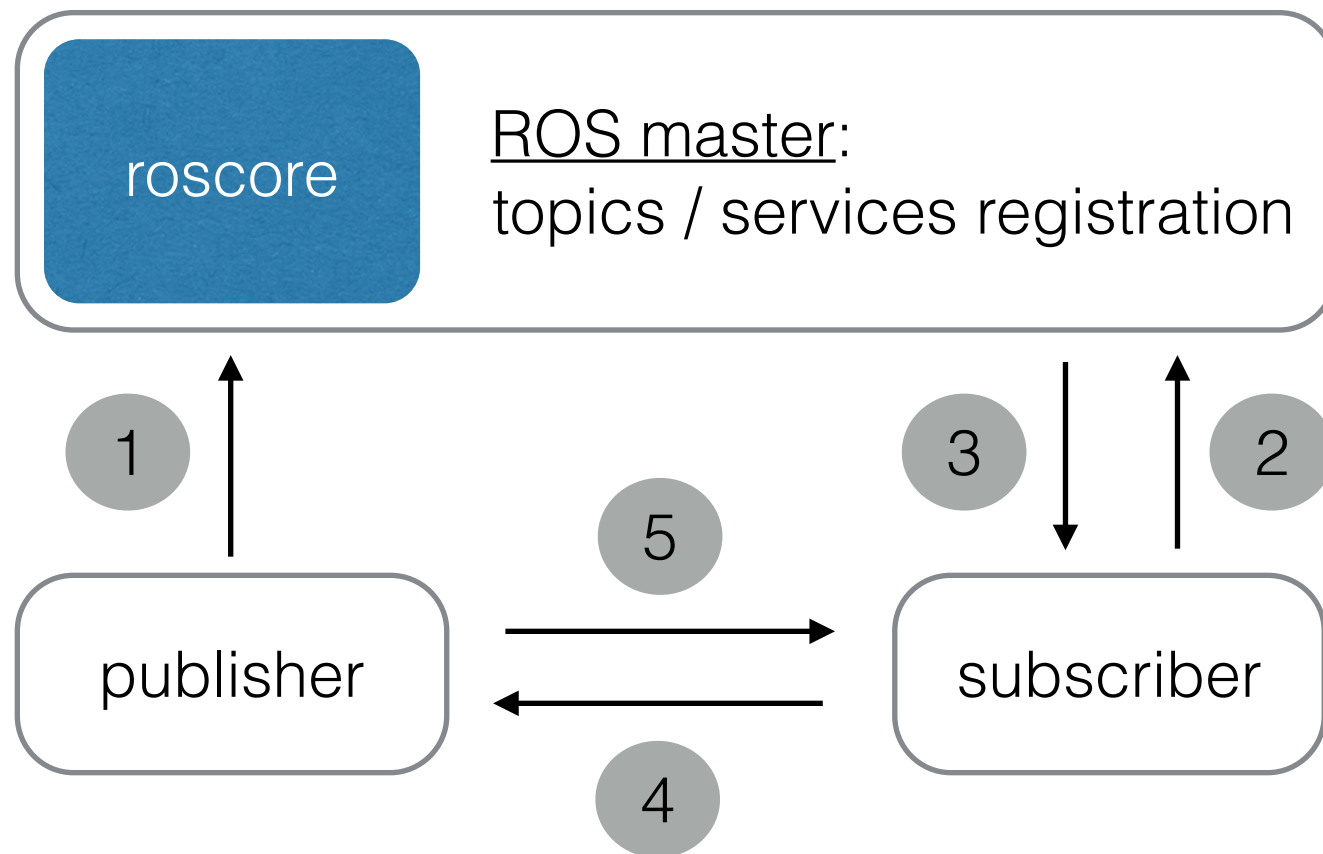 roscore
ROS master:
topics / services registration
1
3
2
5
publisher
subscriber
4